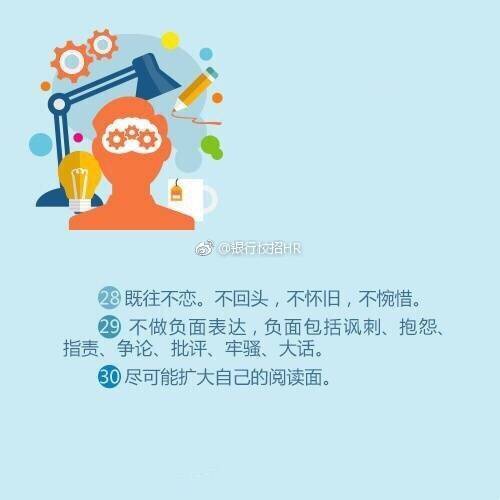 @银行校招HR
28 既往不恋。不回头，不怀旧，不惋惜。
29 不做负面表达，负面包括讽刺、抱怨、
指责、争论、批评、牢骚、大话。
30 尽可能扩大自己的阅读面。